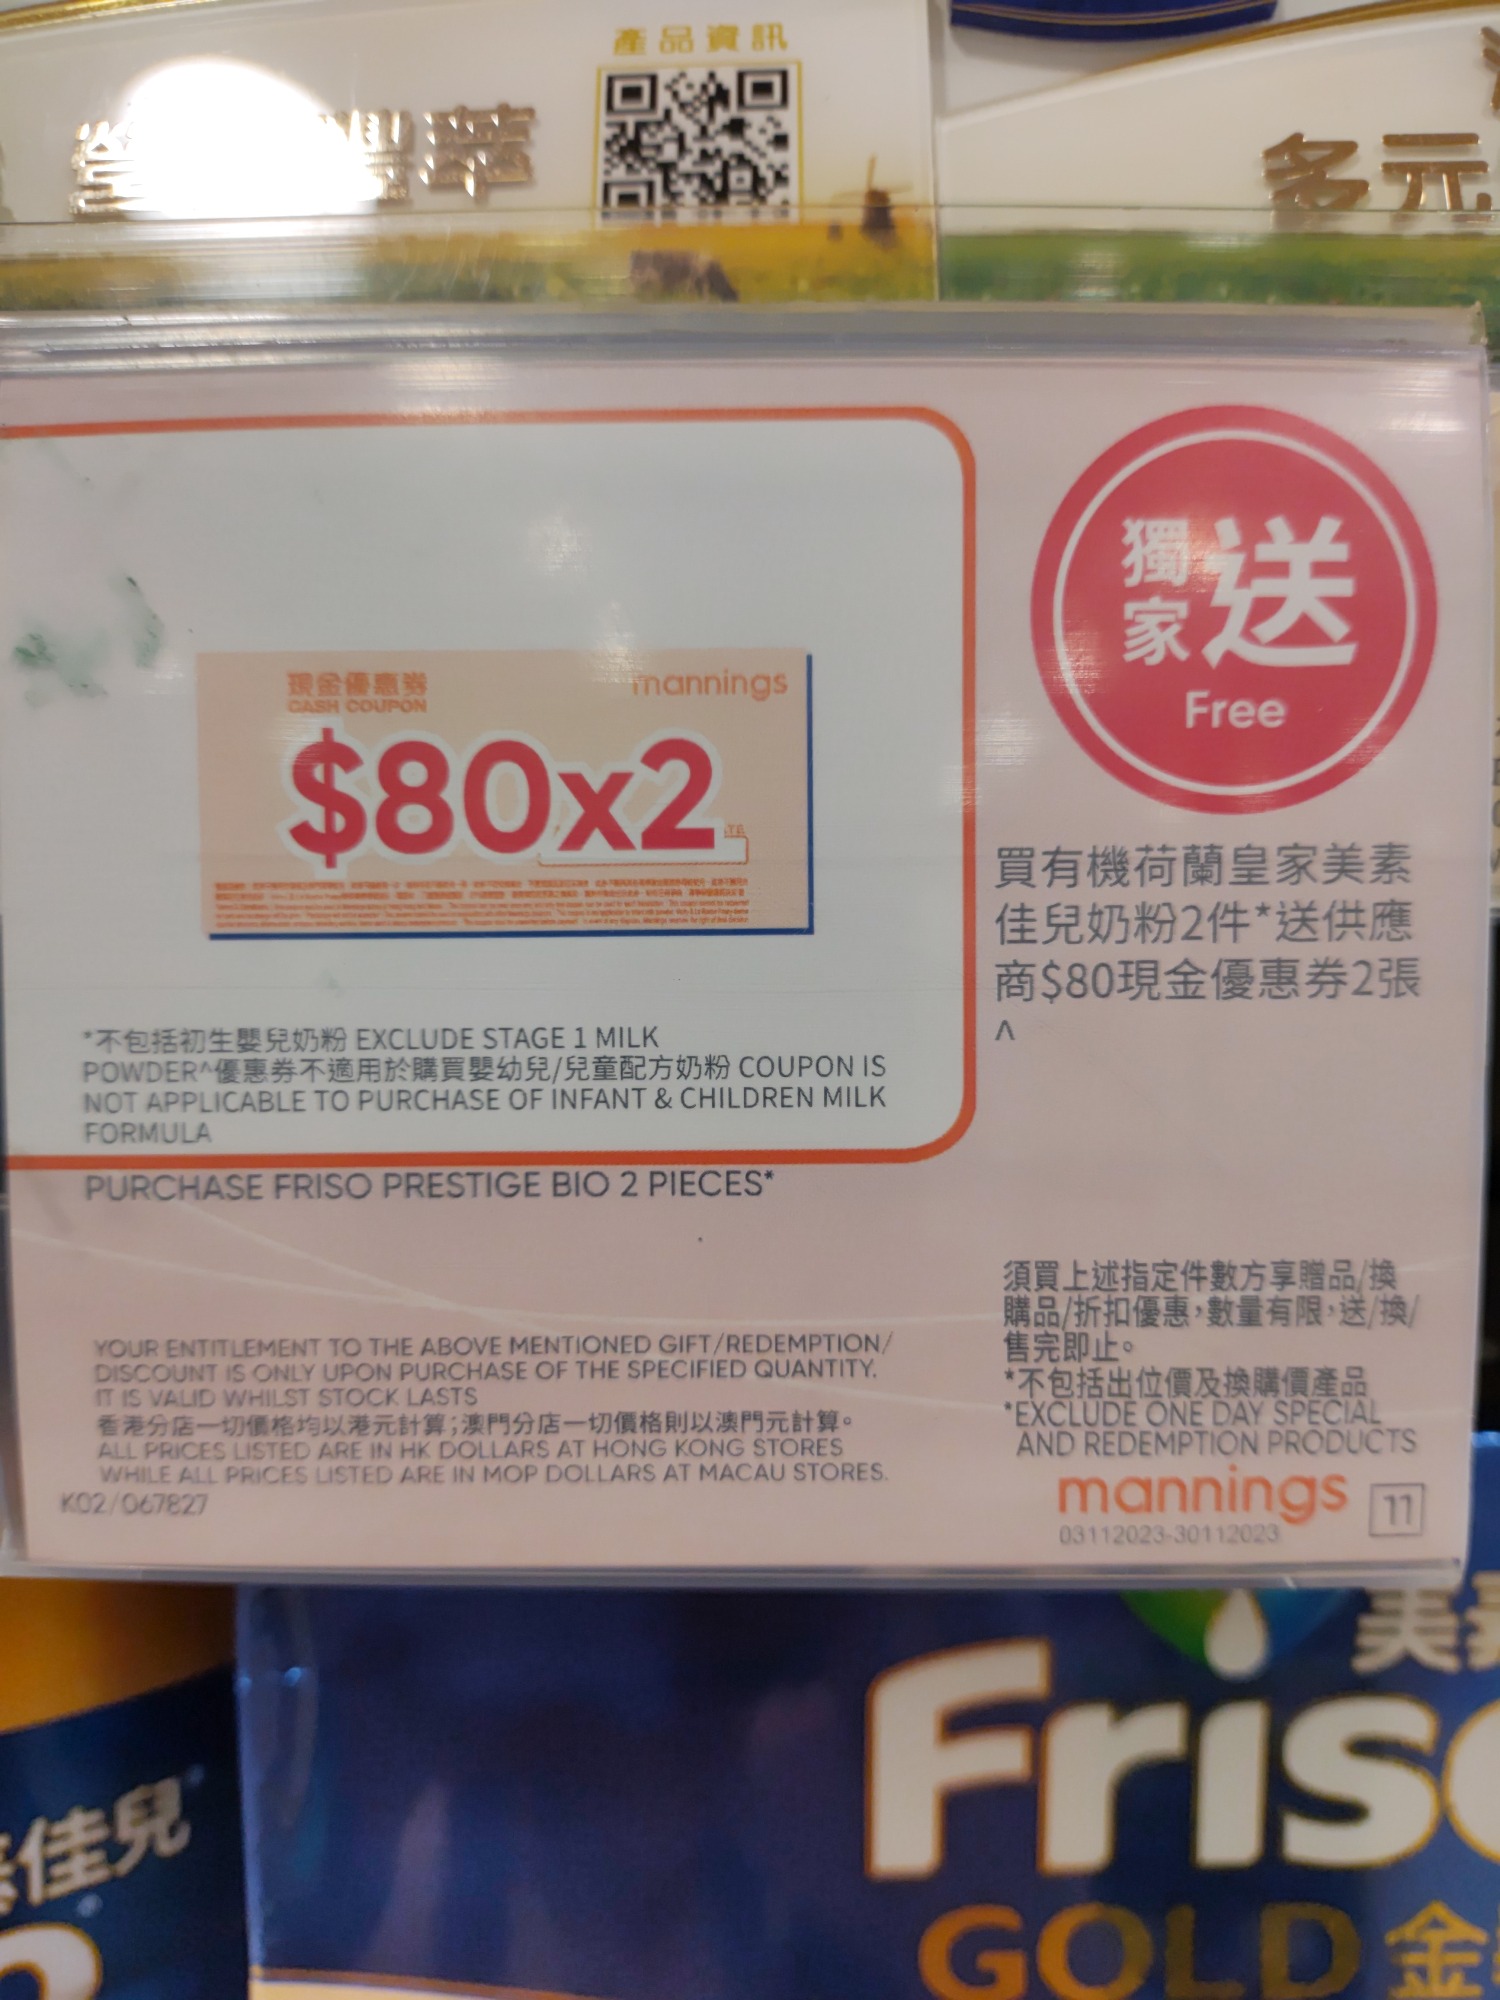 產品資訊
萃
多元
獨家送
Free
現金優惠券
mannings
CASH COUPON
$80x2
買有機荷蘭皇家美素
佳兒奶粉2件*送供應
商$80現金優惠券2張
^
*不包括初生嬰兒奶粉 EXCLUDE STAGE 1 MILK
POWDER^優惠券不適用於購買嬰幼兒/兒童配方奶粉 COUPON IS
NOT APPLICABLE TO PURCHASE OF INFANT & CHILDREN MILK
FORMULA
PURCHASE FRISO PRESTIGE BIO 2 PIECES*
須買上述指定件數方享贈品/換
購品/折扣優惠，數量有限，送/換/
售完即止。
*不包括出位價及換購價產品
*EXCLUDE ONE DAY SPECIAL
AND REDEMPTION PRODUCTS
YOUR ENTITLEMENT TO THE ABOVE MENTIONED GIFT/REDEMPTION/
DISCOUNT IS ONLY UPON PURCHASE OF THE SPECIFIED QUANTITY.
IT IS VALID WHILST STOCK LASTS
香港分店一切價格均以港元計算；澳門分店一切價格則以澳門元計算。
ALL PRICES LISTED ARE IN HK DOLLARS AT HONG KONG STORES
WHILE ALL PRICES LISTED ARE IN MOP DOLLARS AT MACAU STORES.
K02/067827
mannings 11
03112023-30112023
美
Fris
GOLD 金
佳兒